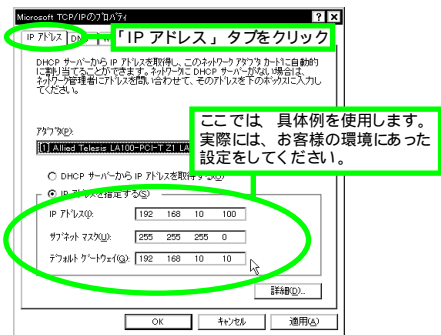 Microsoft TCP/IPのﾌﾟﾛﾊﾟﾃｨ
IP ｱﾄﾞﾚｽ
「IP アドレス」タブをクリック
DHCP ｻｰﾊﾞｰから IP ｱﾄﾞﾚｽを取得し、このﾈｯﾄﾜｰｸ ｱﾀﾞﾌﾟﾀ ｶｰﾄﾞに自動的
に割り当てることができます。ﾈｯﾄﾜｰｸに DHCP ｻｰﾊﾞｰがない場合は、
ﾈｯﾄﾜｰｸ管理者にｱﾄﾞﾚｽを問い合わせて、そのｱﾄﾞﾚｽを下のﾎﾞｯｸｽに入力し
てください。
ここでは、具体例を使用します。
実際には、お客様の環境にあった
設定をしてください。
ｱﾀﾞﾌﾟﾀ(P):
[1] Allied Telesis LA100-PCI-T Z1 LA
DHCP ｻｰﾊﾞｰから IP ｱﾄﾞﾚｽを取得する(O)
IP ｱﾄﾞﾚｽを指定する(S)
IP ｱﾄﾞﾚｽ(I): 192 168 10 100
ｻﾌﾞﾈｯﾄ ﾏｽｸ(U): 255 255 255 0
ﾃﾞﾌｫﾙﾄ ｹﾞｰﾄｳｪｲ(G): 192 168 10 10
詳細(D)...
OK ｷｬﾝｾﾙ 適用(A)